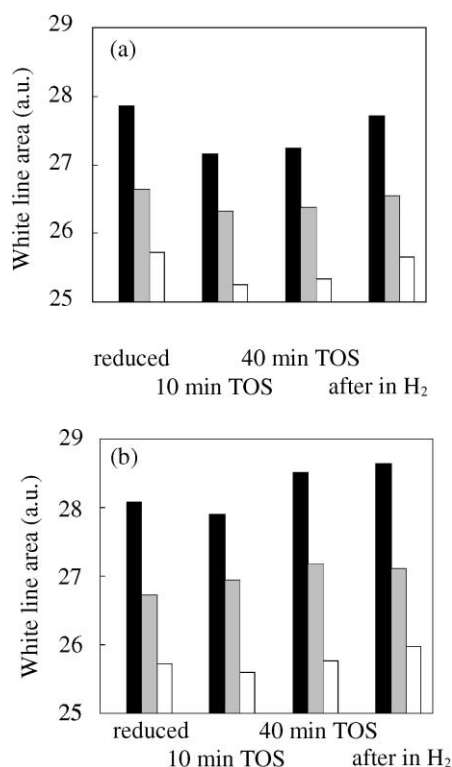 29
(a)
28
27
26
25
White line area (a.u.)
reduced 40 min TOS
10 min TOS after in H₂
29
(b)
28
27
26
25
White line area (a.u.)
reduced 40 min TOS
10 min TOS after in H₂